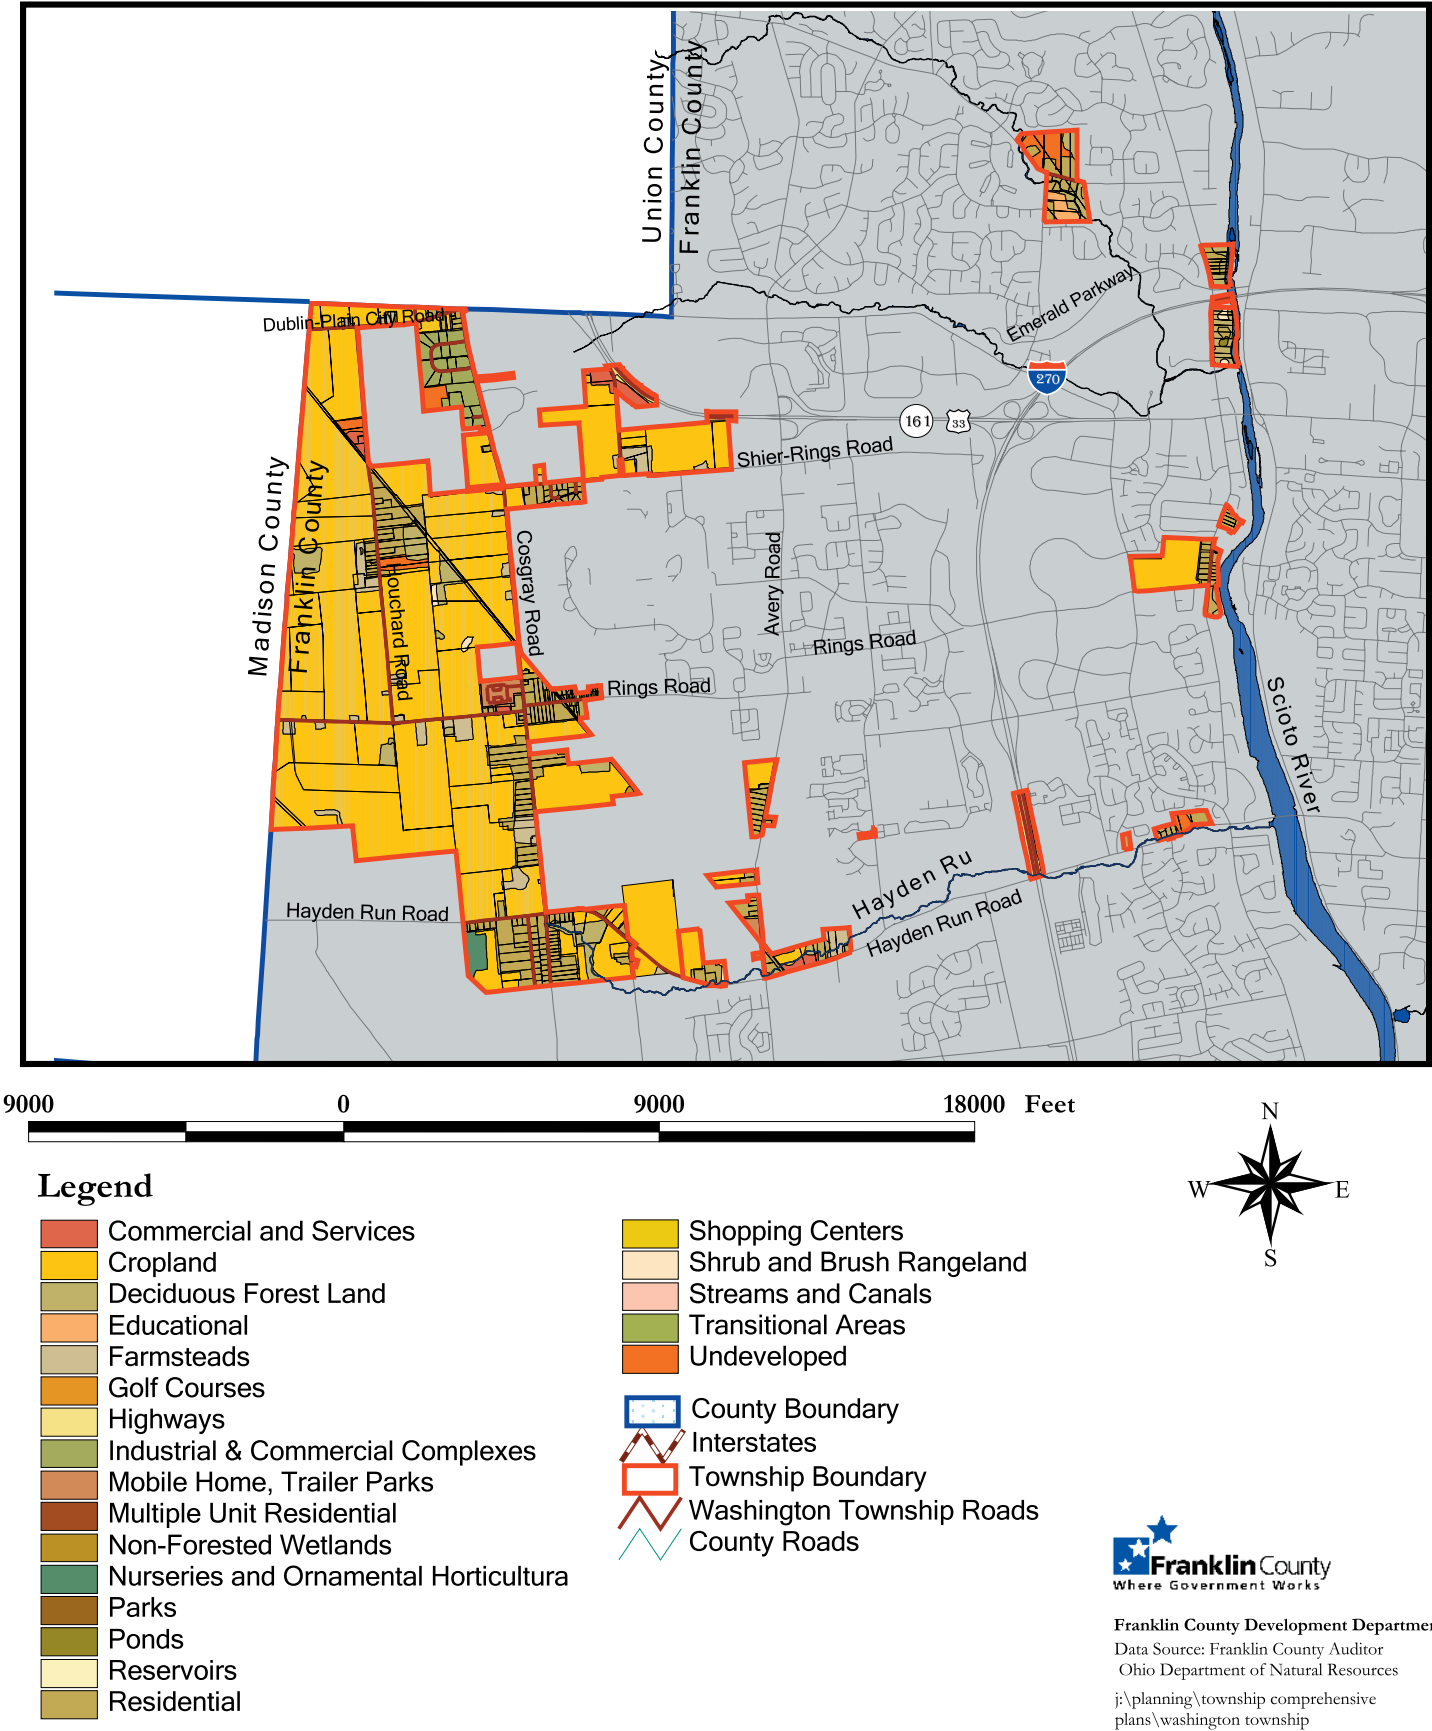 Union County
Franklin County
Dublin-Plain City Road
Emerald Parkway
270
161
33
Shier-Rings Road
Madison County
Franklin County
Houchard Road
Cosgray Road
Avery Road
Rings Road
Rings Road
Scioto River
Hayden Ru
Hayden Run Road
Hayden Run Road
9000 0 9000 18000 Feet
N
W E
S
Legend
Commercial and Services
Cropland
Deciduous Forest Land
Educational
Farmsteads
Golf Courses
Highways
Industrial & Commercial Complexes
Mobile Home, Trailer Parks
Multiple Unit Residential
Non-Forested Wetlands
Nurseries and Ornamental Horticultura
Parks
Ponds
Reservoirs
Residential
Shopping Centers
Shrub and Brush Rangeland
Streams and Canals
Transitional Areas
Undeveloped
County Boundary
Interstates
Township Boundary
Washington Township Roads
County Roads
Franklin County
Where Government Works
Franklin County Development Departmen
Data Source: Franklin County Auditor
Ohio Department of Natural Resources
j:\planning\township comprehensive
plans\washington township